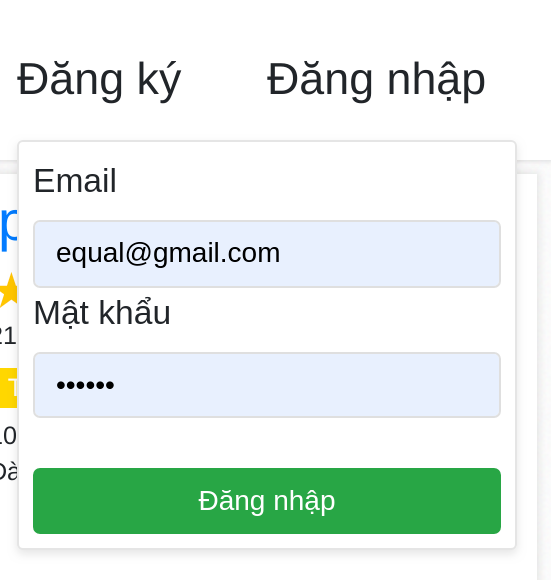 Đăng ký Đăng nhập
Email
equal@gmail.com
Mật khẩu
••••••
Đăng nhập